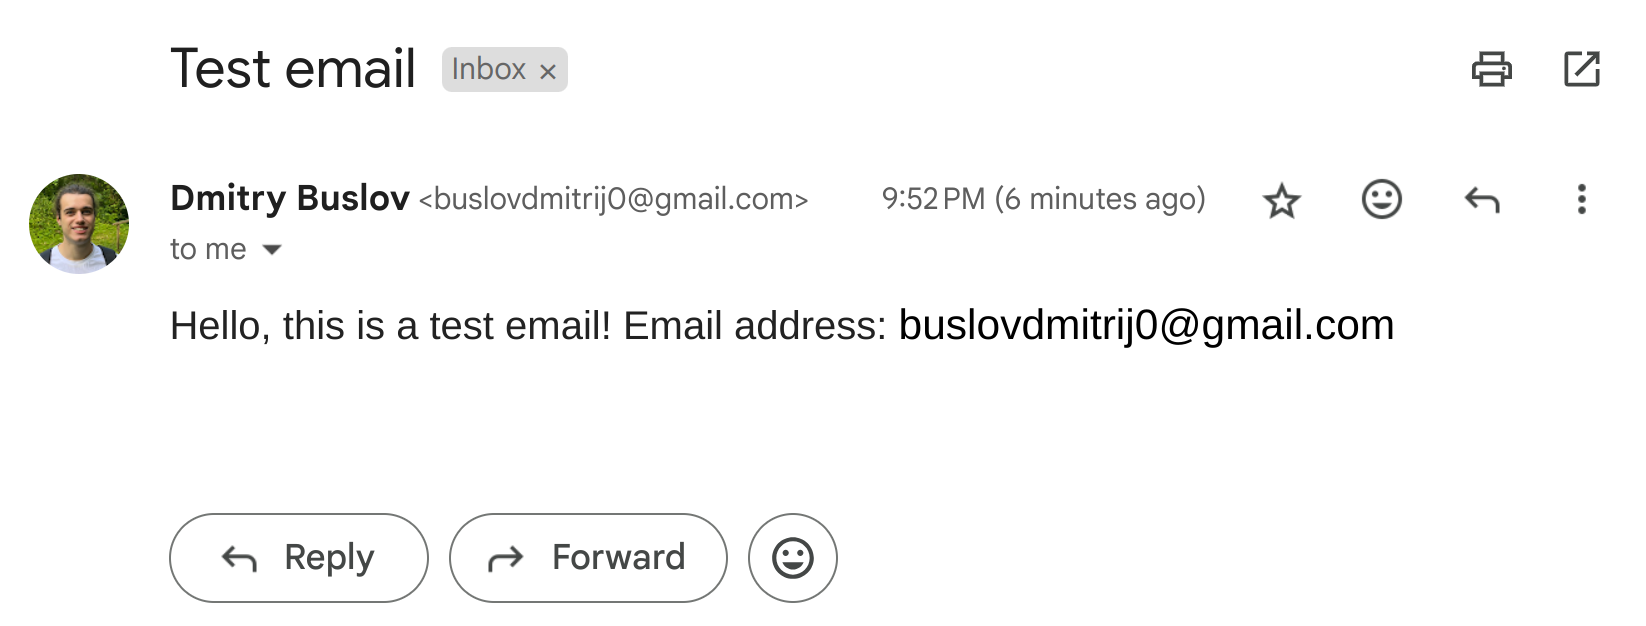 Test email Inbox ×
Dmitry Buslov <buslovdmitrij0@gmail.com> 9:52 PM (6 minutes ago)
to me
Hello, this is a test email! Email address: buslovdmitrij0@gmail.com
Reply Forward